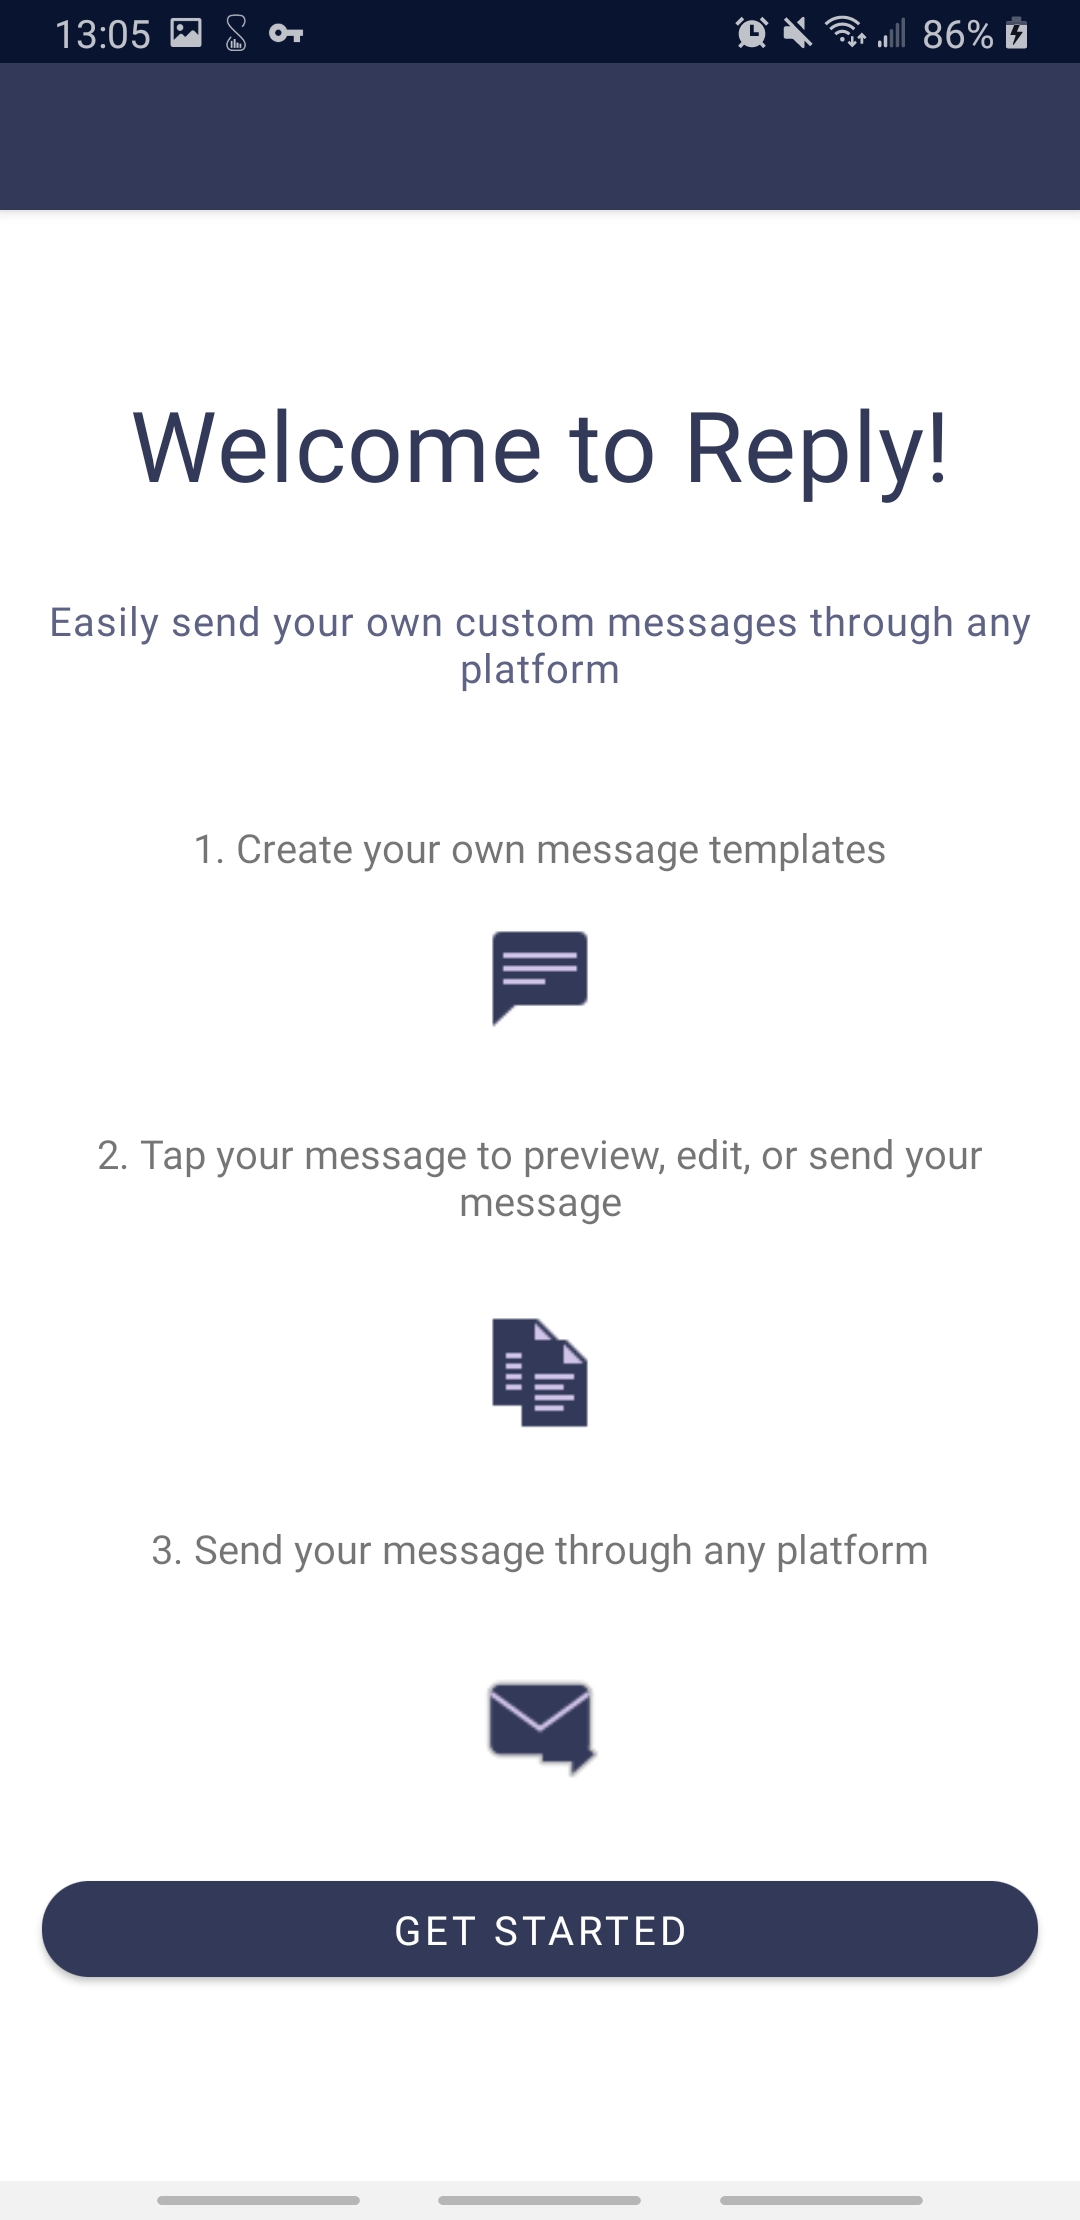 13:05
86%
Welcome to Reply!
Easily send your own custom messages through any
platform
1. Create your own message templates
2. Tap your message to preview, edit, or send your
message
3. Send your message through any platform
GET STARTED